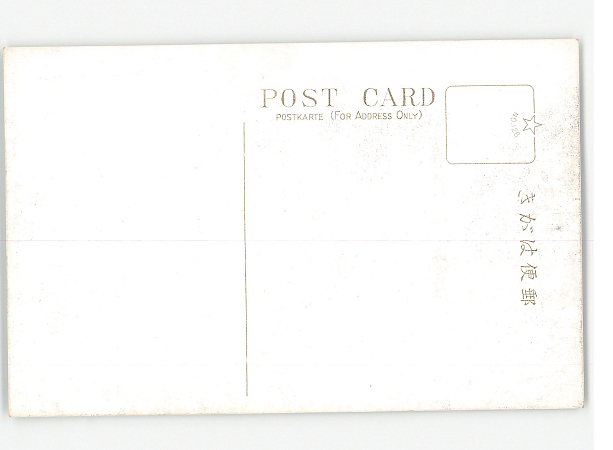 POST CARD
POSTKARTE (FOR ADDRESS ONLY)
郵便はがき